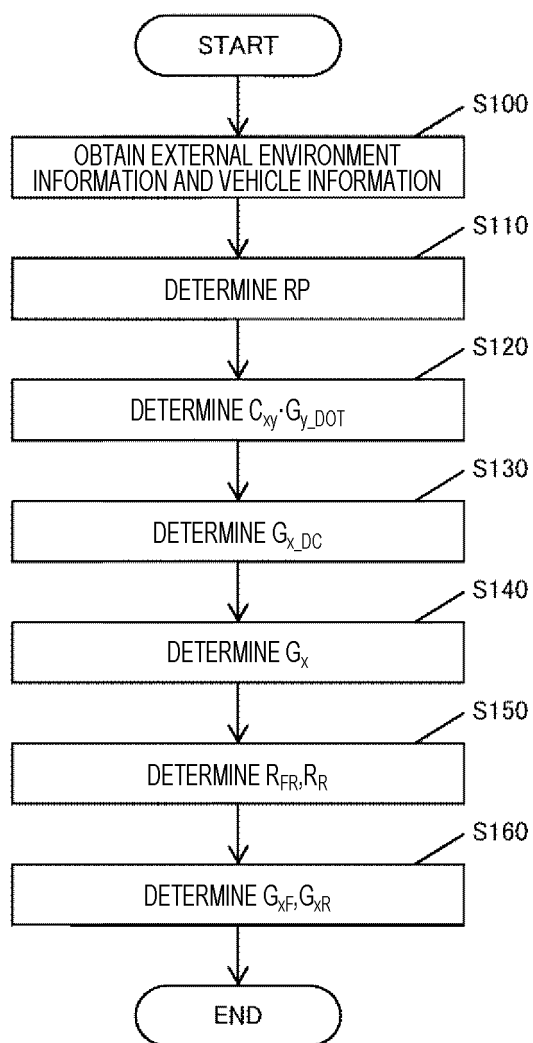 START
S100
OBTAIN EXTERNAL ENVIRONMENT
INFORMATION AND VEHICLE INFORMATION
S110
DETERMINE RP
S120
DETERMINE Cxy·Gy_DOT
S130
DETERMINE Gx_DC
S140
DETERMINE Gx
S150
DETERMINE RFR,RR
S160
DETERMINE GxF,GxR
END